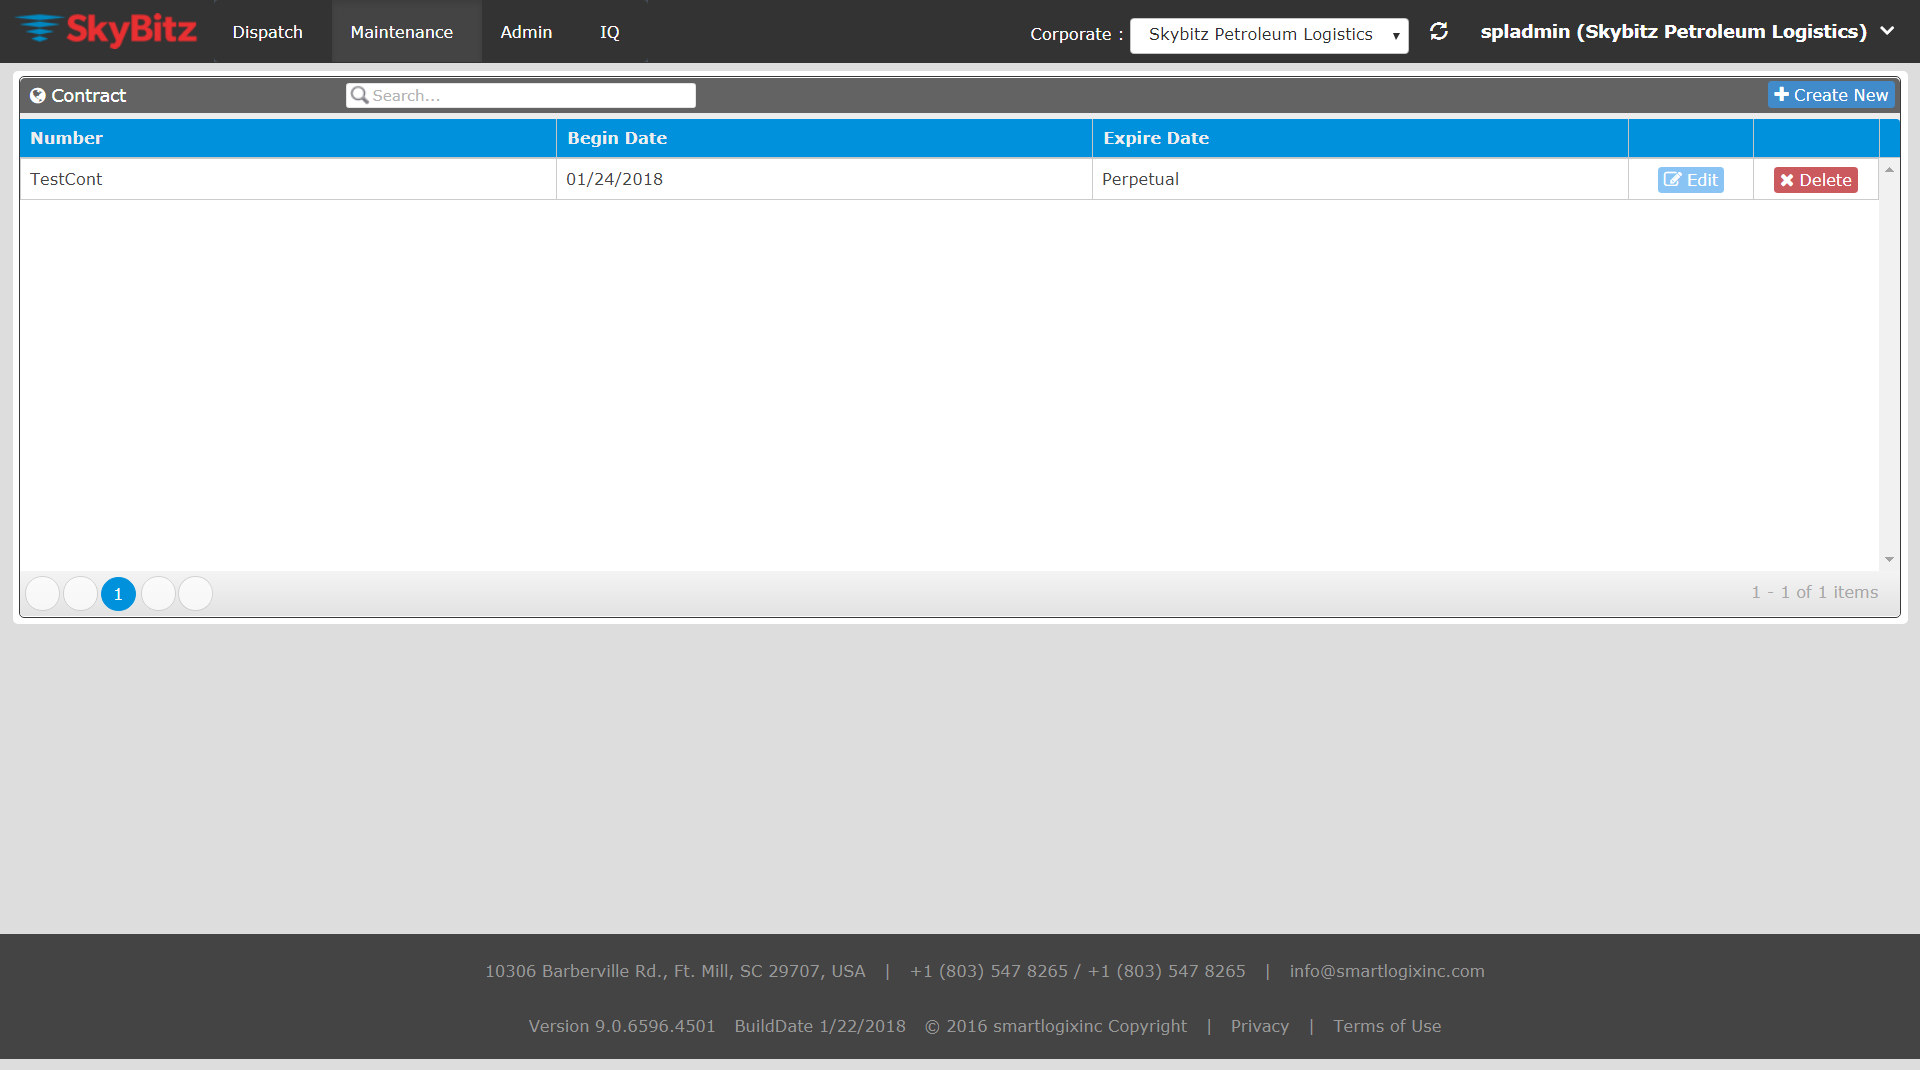 SkyBitz Dispatch Maintenance Admin IQ Corporate : Skybitz Petroleum Logistics spladmin (Skybitz Petroleum Logistics)
Contract Search... Create New
Number Begin Date Expire Date
TestCont 01/24/2018 Perpetual Edit Delete
1 1 - 1 of 1 items
10306 Barberville Rd., Ft. Mill, SC 29707, USA | +1 (803) 547 8265 / +1 (803) 547 8265 | info@smartlogixinc.com
Version 9.0.6596.4501 BuildDate 1/22/2018 © 2016 smartlogixinc Copyright | Privacy | Terms of Use